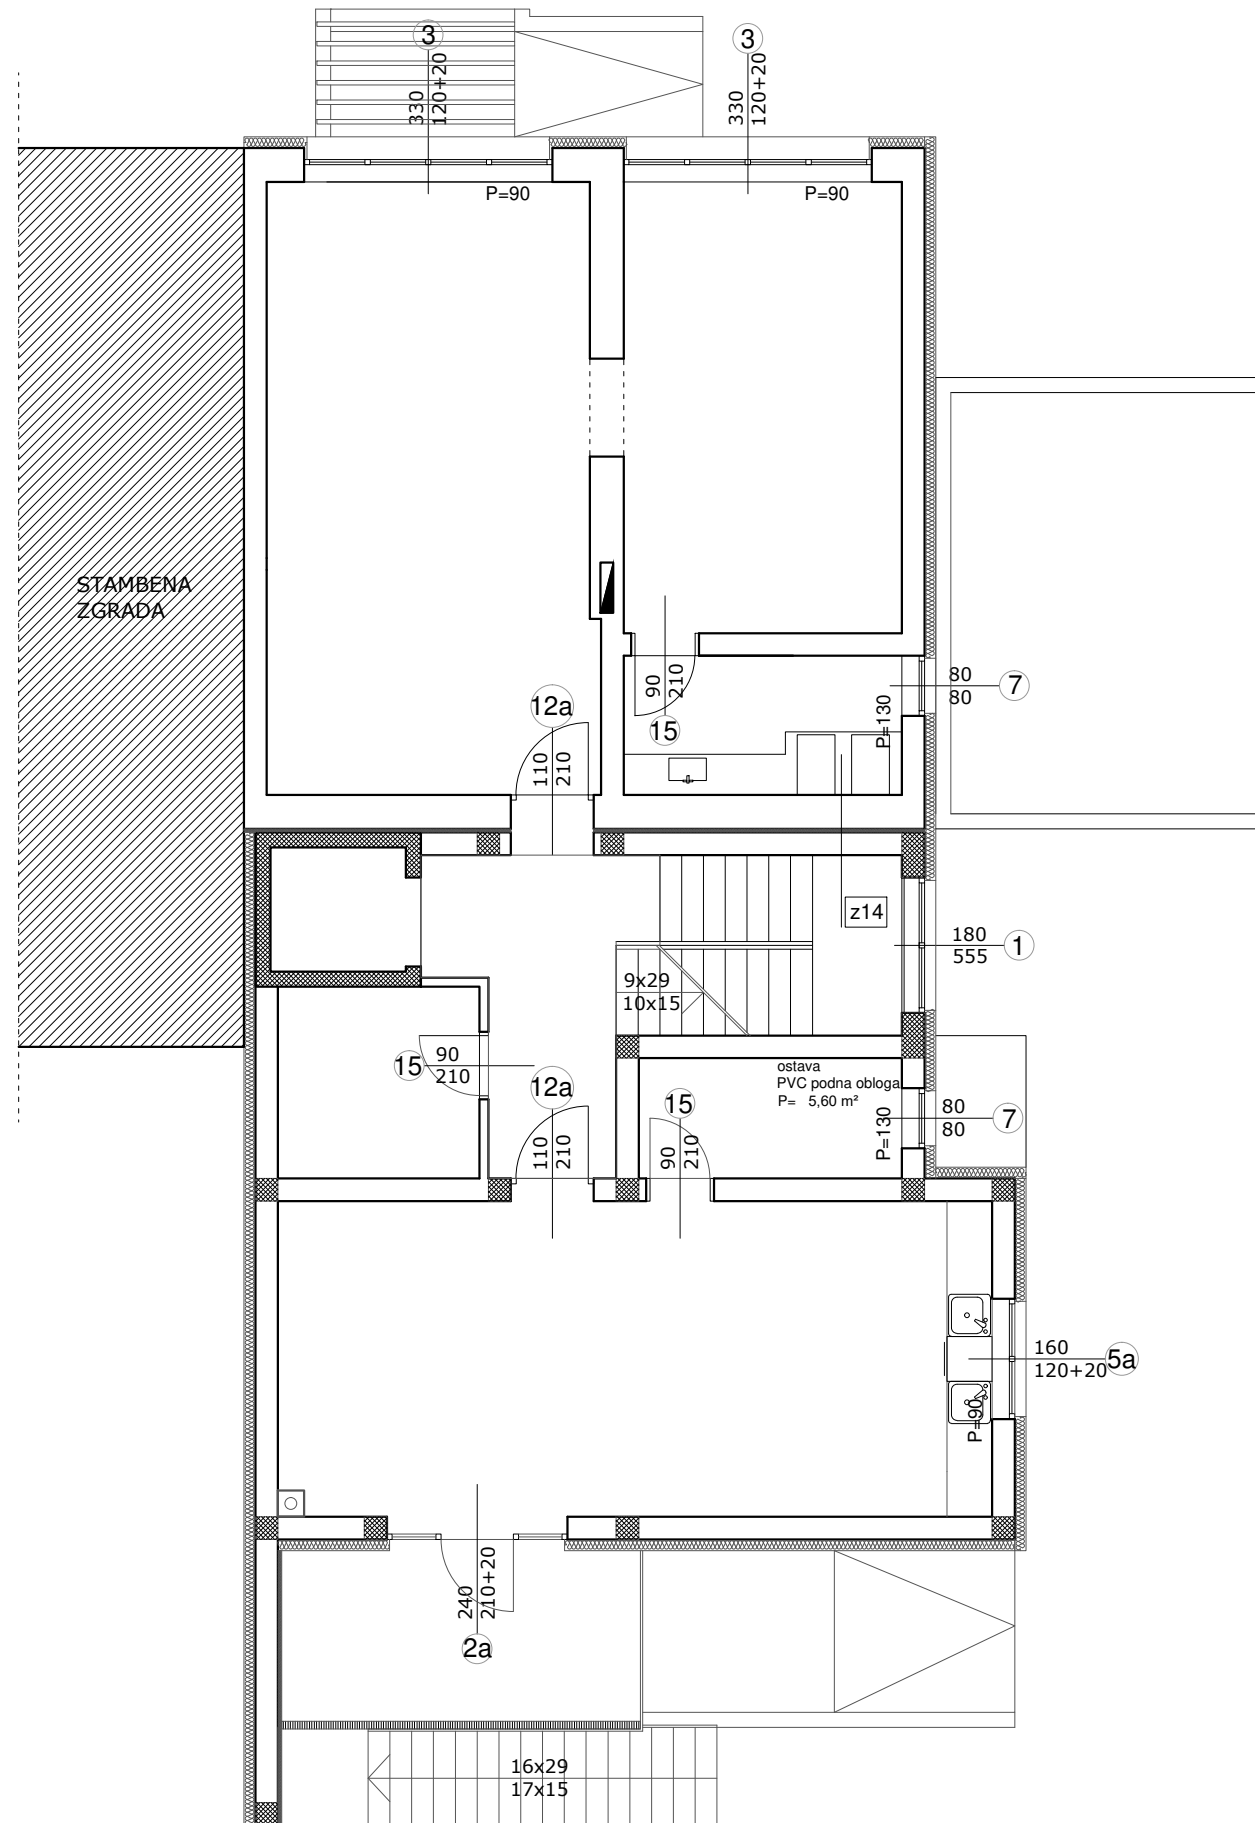 3
3
330
120+20
330
120+20
P=90
P=90
STAMBENA
ZGRADA
90
210
15
80
80
7
P=130
12a
110
210
z14
180
555
1
9x29
10x15
15
90
210
12a
110
210
15
90
210
ostava
PVC podna obloga
P= 5,60 m²
P=130
80
80
7
160
120+20
5a
P=90
240
210+20
2a
16x29
17x15